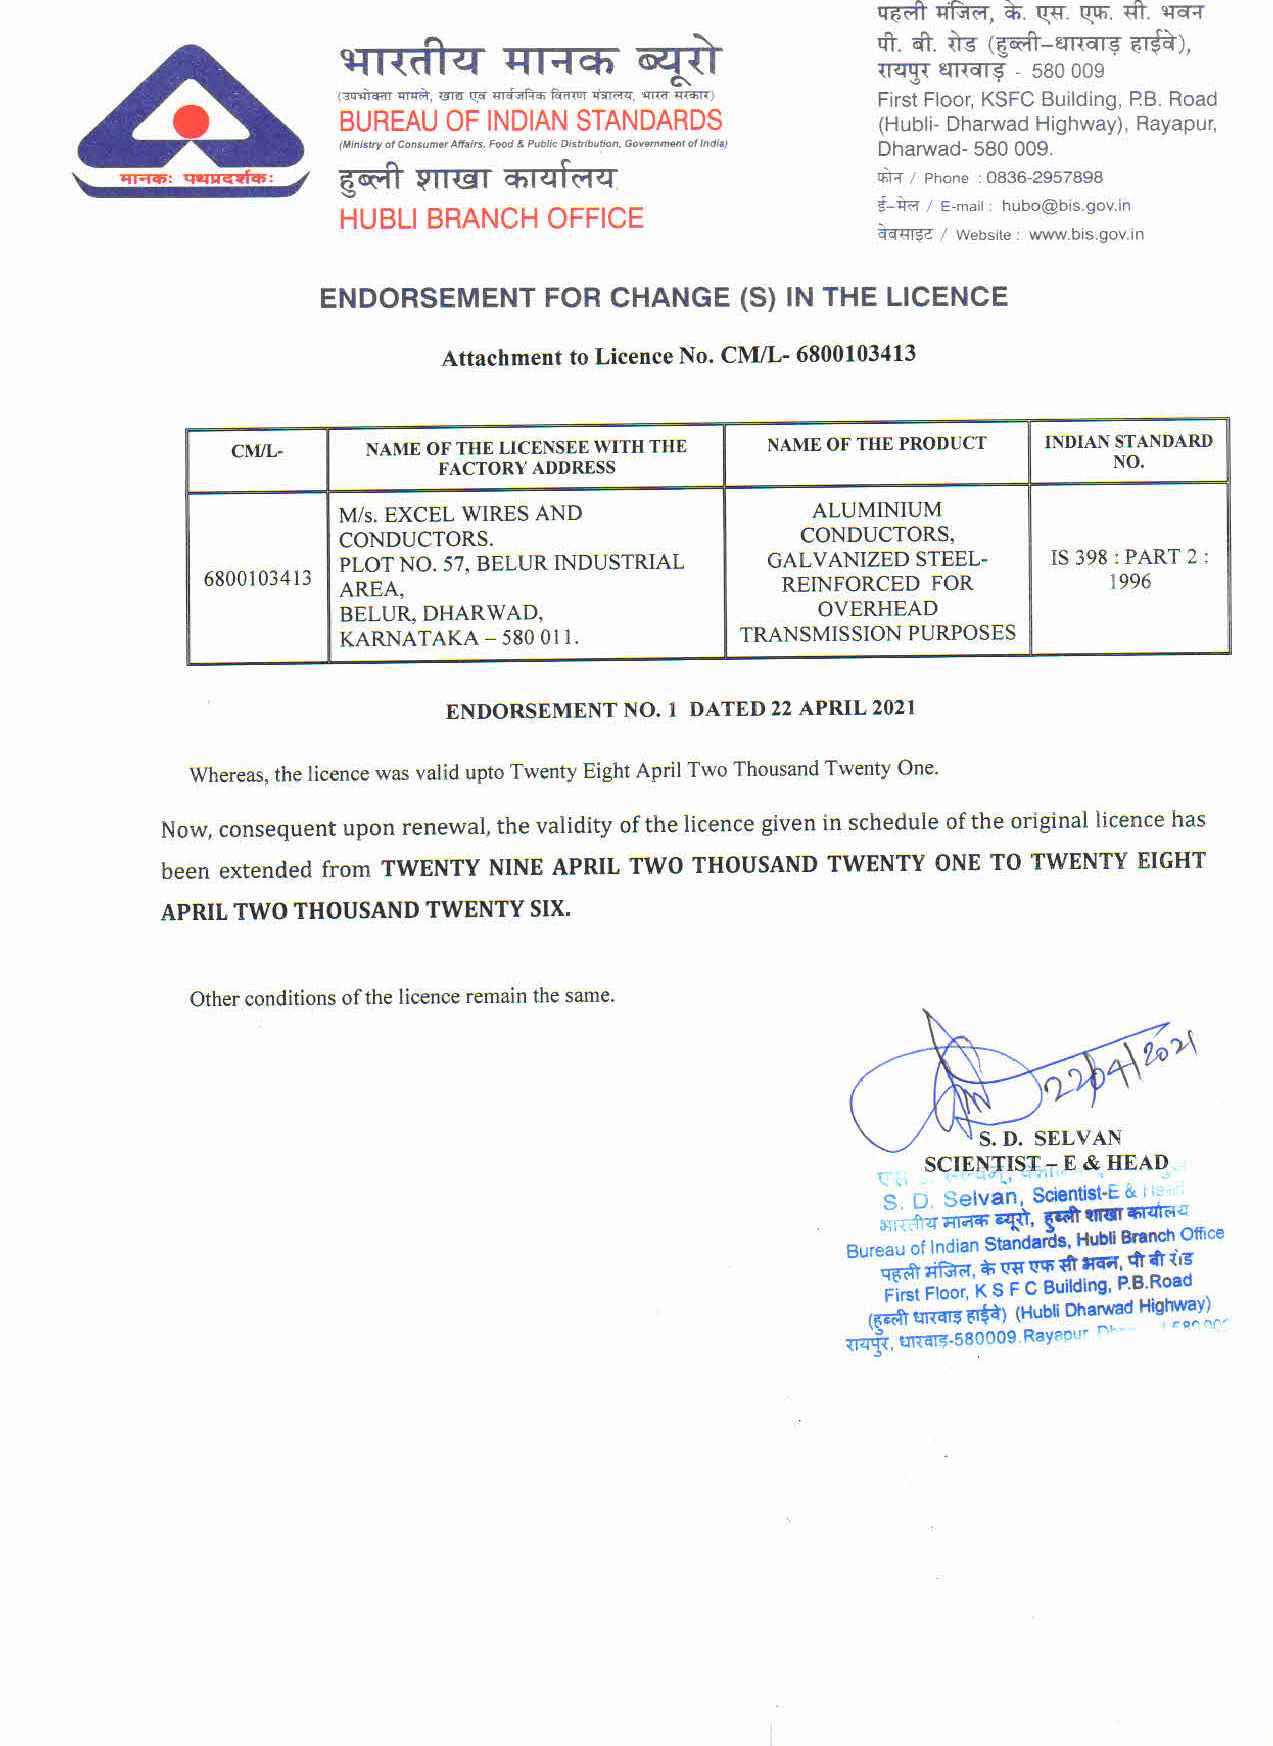 पहली मंजिल, के. एस. एफ. सी. भवन
पी. बी. रोड (हुब्ली-धारवाड़ हाईवे),
रायपुर धारवाड़ - 580 009
First Floor, KSFC Building, P.B. Road
(Hubli- Dharwad Highway), Rayapur,
Dharwad- 580 009.
फोन / Phone : 0836-2957898
ई-मेल / E-mail : hubo@bis.gov.in
वेबसाइट / Website : www.bis.gov.in
मानक: पथप्रदर्शक:
भारतीय मानक ब्यूरो
(उपभोक्ता मामले, खाद्य एवं सार्वजनिक वितरण मंत्रालय, भारत सरकार)
BUREAU OF INDIAN STANDARDS
(Ministry of Consumer Affairs, Food & Public Distribution, Government of India)
हुब्ली शाखा कार्यालय
HUBLI BRANCH OFFICE
ENDORSEMENT FOR CHANGE (S) IN THE LICENCE
Attachment to Licence No. CM/L- 6800103413
CM/L-
NAME OF THE LICENSEE WITH THE
FACTORY ADDRESS
NAME OF THE PRODUCT
INDIAN STANDARD
NO.
6800103413
M/s. EXCEL WIRES AND
CONDUCTORS.
PLOT NO. 57, BELUR INDUSTRIAL
AREA,
BELUR, DHARWAD,
KARNATAKA – 580 011.
ALUMINIUM
CONDUCTORS,
GALVANIZED STEEL-
REINFORCED FOR
OVERHEAD
TRANSMISSION PURPOSES
IS 398 : PART 2 :
1996
ENDORSEMENT NO. 1 DATED 22 APRIL 2021
Whereas, the licence was valid upto Twenty Eight April Two Thousand Twenty One.
Now, consequent upon renewal, the validity of the licence given in schedule of the original licence has
been extended from TWENTY NINE APRIL TWO THOUSAND TWENTY ONE TO TWENTY EIGHT
APRIL TWO THOUSAND TWENTY SIX.
Other conditions of the licence remain the same.
22/04/2021
S. D. SELVAN
SCIENTIST – E & HEAD
S. D. Selvan, Scientist-E & Head
भारतीय मानक ब्यूरो, हुब्ली शाखा कार्यालय
Bureau of Indian Standards, Hubli Branch Office
पहली मंजिल, के एस एफ सी भवन, पी बी रोड
First Floor, K S F C Building, P.B.Road
(हुब्ली धारवाड़ हाईवे) (Hubli Dharwad Highway)
रायपुर, धारवाड़-580009.Rayapur